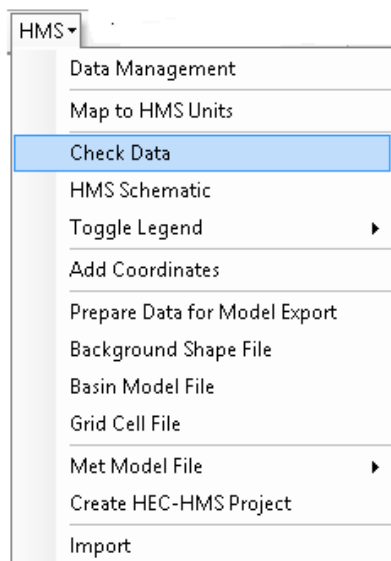 HMS
Data Management
Map to HMS Units
Check Data
HMS Schematic
Toggle Legend
Add Coordinates
Prepare Data for Model Export
Background Shape File
Basin Model File
Grid Cell File
Met Model File
Create HEC-HMS Project
Import